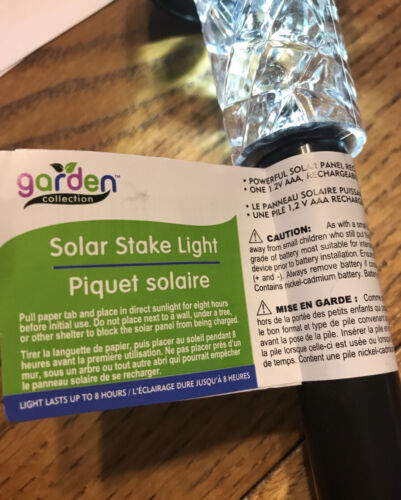 garden™
collection
Solar Stake Light
Piquet solaire
Pull paper tab and place in direct sunlight for eight hours
before initial use. Do not place next to a wall, under a tree,
or other shelter to block the solar panel from being charged.
Tirer la languette de papier, puis placer au soleil pendant 8
heures avant la première utilisation. Ne pas placer près d'un
mur, sous un arbre ou tout autre abri qui pourrait empêcher
le panneau solaire de se recharger.
LIGHT LASTS UP TO 8 HOURS / L'ÉCLAIRAGE DURE JUSQU'À 8 HEURES
• POWERFUL SOLAR PANEL
• ONE 1.2V AAA, RECHARGEABLE
• LE PANNEAU SOLAIRE
• UNE PILE 1,2 V AAA
CAUTION: As with a
away from small children who still
grade of battery most suitable for
device prior to battery installation.
(+ and -). Always remove battery if
Contains nickel-cadmium battery.
MISE EN GARDE :
hors de la portée des petits enfants
le bon format et type de pile
avant la pose de la pile. Insérer la pile
la pile lorsque celle-ci est usée ou
de temps. Contient une pile